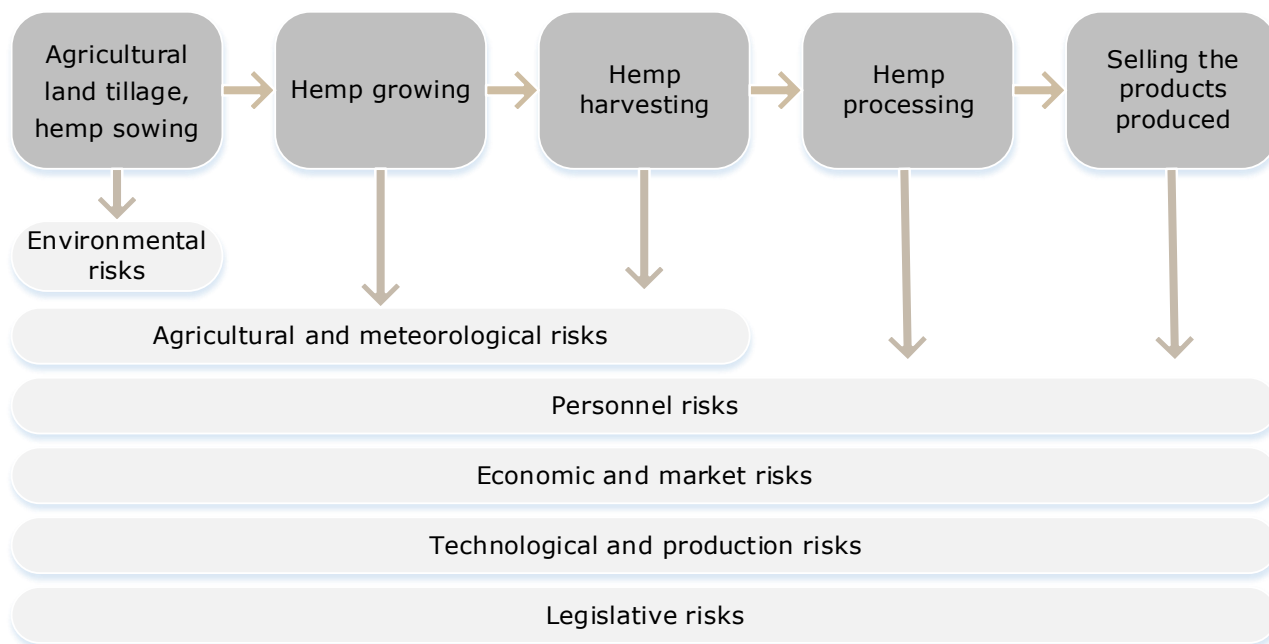 Agricultural
land tillage,
hemp sowing
Hemp growing
Hemp
harvesting
Hemp
processing
Selling the
products
produced
Environmental
risks
Agricultural and meteorological risks
Personnel risks
Economic and market risks
Technological and production risks
Legislative risks